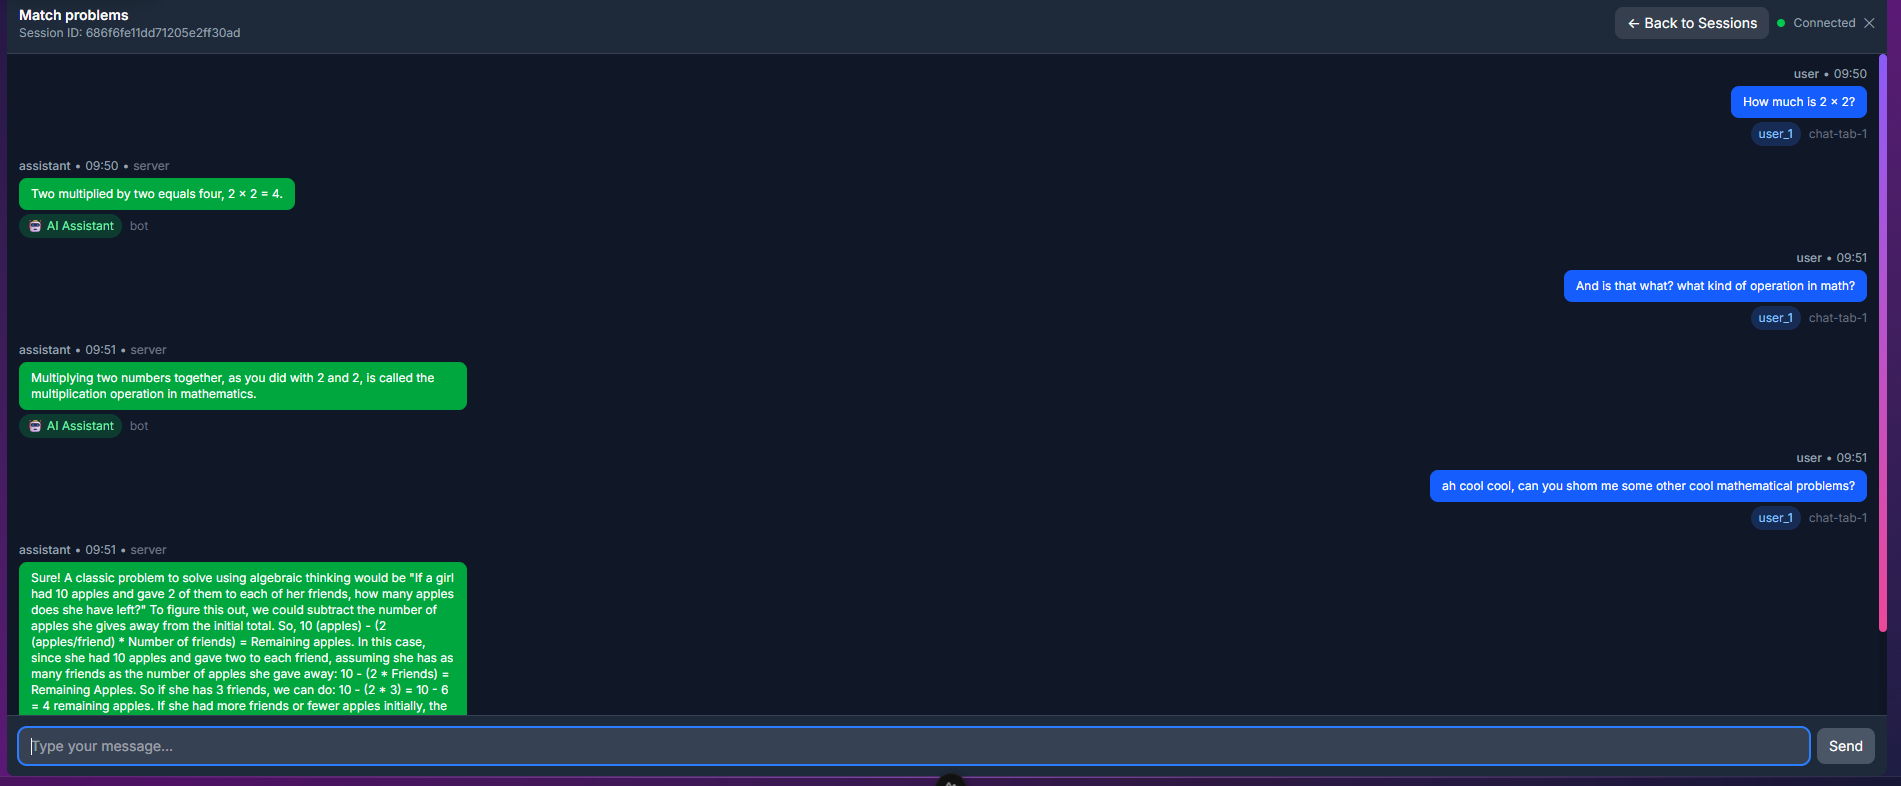 Match problems
Session ID: 686f6fe11dd71205e2ff30ad
← Back to Sessions
Connected
user • 09:50
How much is 2 × 2?
user_1 chat-tab-1
assistant • 09:50 • server
Two multiplied by two equals four, 2 × 2 = 4.
AI Assistant bot
user • 09:51
And is that what? what kind of operation in math?
user_1 chat-tab-1
assistant • 09:51 • server
Multiplying two numbers together, as you did with 2 and 2, is called the
multiplication operation in mathematics.
AI Assistant bot
user • 09:51
ah cool cool, can you shom me some other cool mathematical problems?
user_1 chat-tab-1
assistant • 09:51 • server
Sure! A classic problem to solve using algebraic thinking would be "If a girl
had 10 apples and gave 2 of them to each of her friends, how many apples
does she have left?" To figure this out, we could subtract the number of
apples she gives away from the initial total. So, 10 (apples) - (2
(apples/friend) * Number of friends) = Remaining apples. In this case,
since she had 10 apples and gave two to each friend, assuming she has as
many friends as the number of apples she gave away: 10 - (2 * Friends) =
Remaining Apples. So if she has 3 friends, we can do: 10 - (2 * 3) = 10 - 6
= 4 remaining apples. If she had more friends or fewer apples initially, the
Type your message...
Send